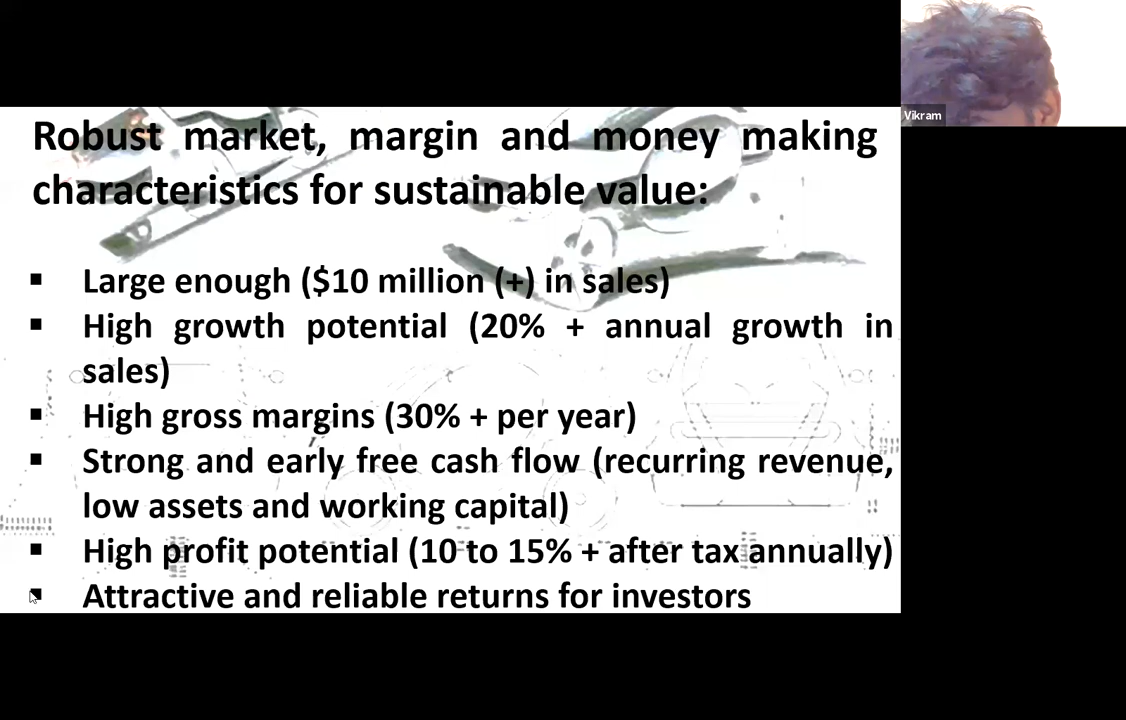 Vikram
Robust market, margin and money making
characteristics for sustainable value:
▪ Large enough ($10 million (+) in sales)
▪ High growth potential (20% + annual growth in
sales)
▪ High gross margins (30% + per year)
▪ Strong and early free cash flow (recurring revenue,
low assets and working capital)
▪ High profit potential (10 to 15% + after tax annually)
▪ Attractive and reliable returns for investors